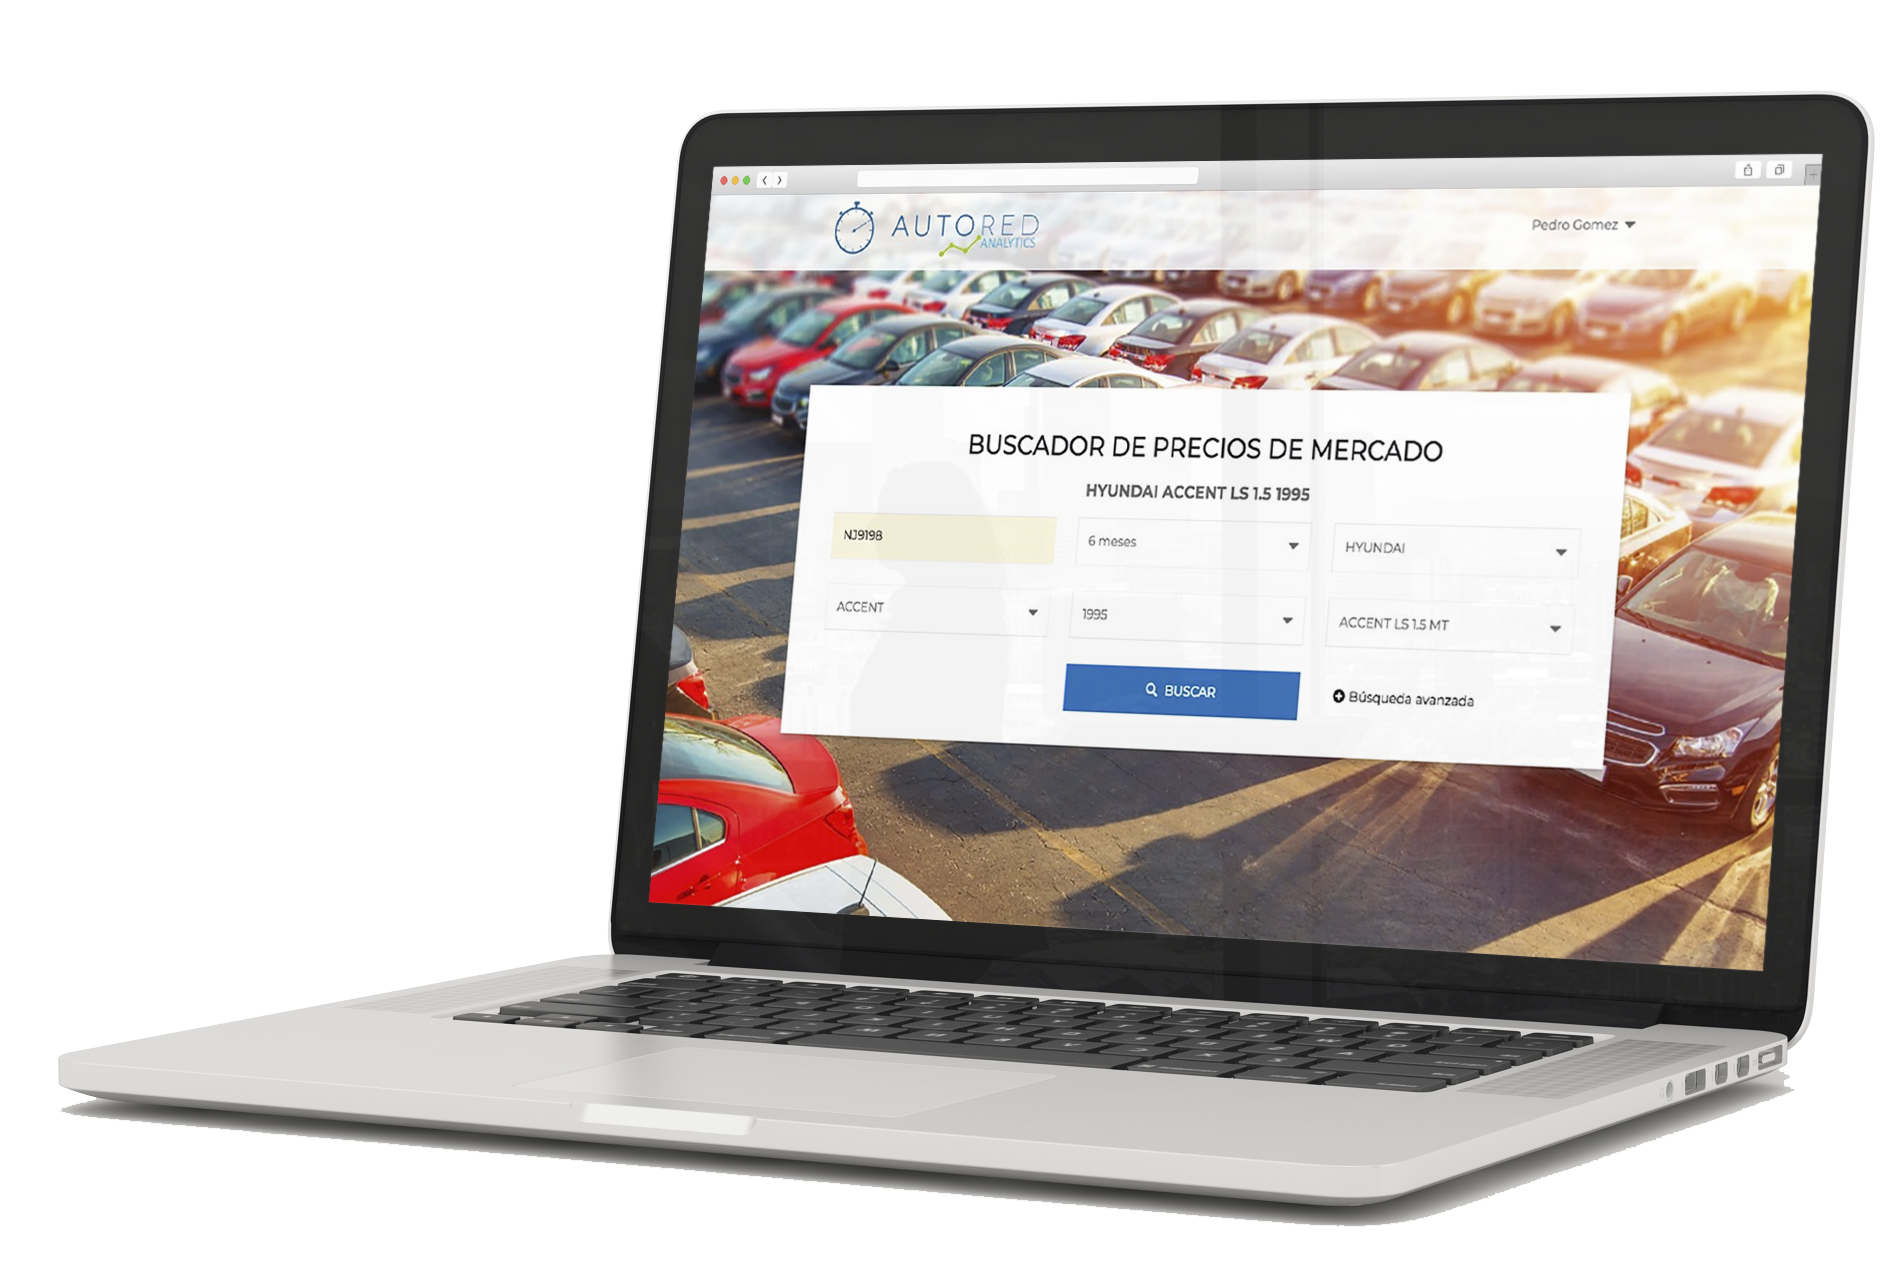 AUTORED
ANALYTICS
Pedro Gomez
BUSCADOR DE PRECIOS DE MERCADO
HYUNDAI ACCENT LS 1.5 1995
NJ9198
6 meses
HYUNDAI
ACCENT
1995
ACCENT LS 1.5 MT
BUSCAR
Búsqueda avanzada